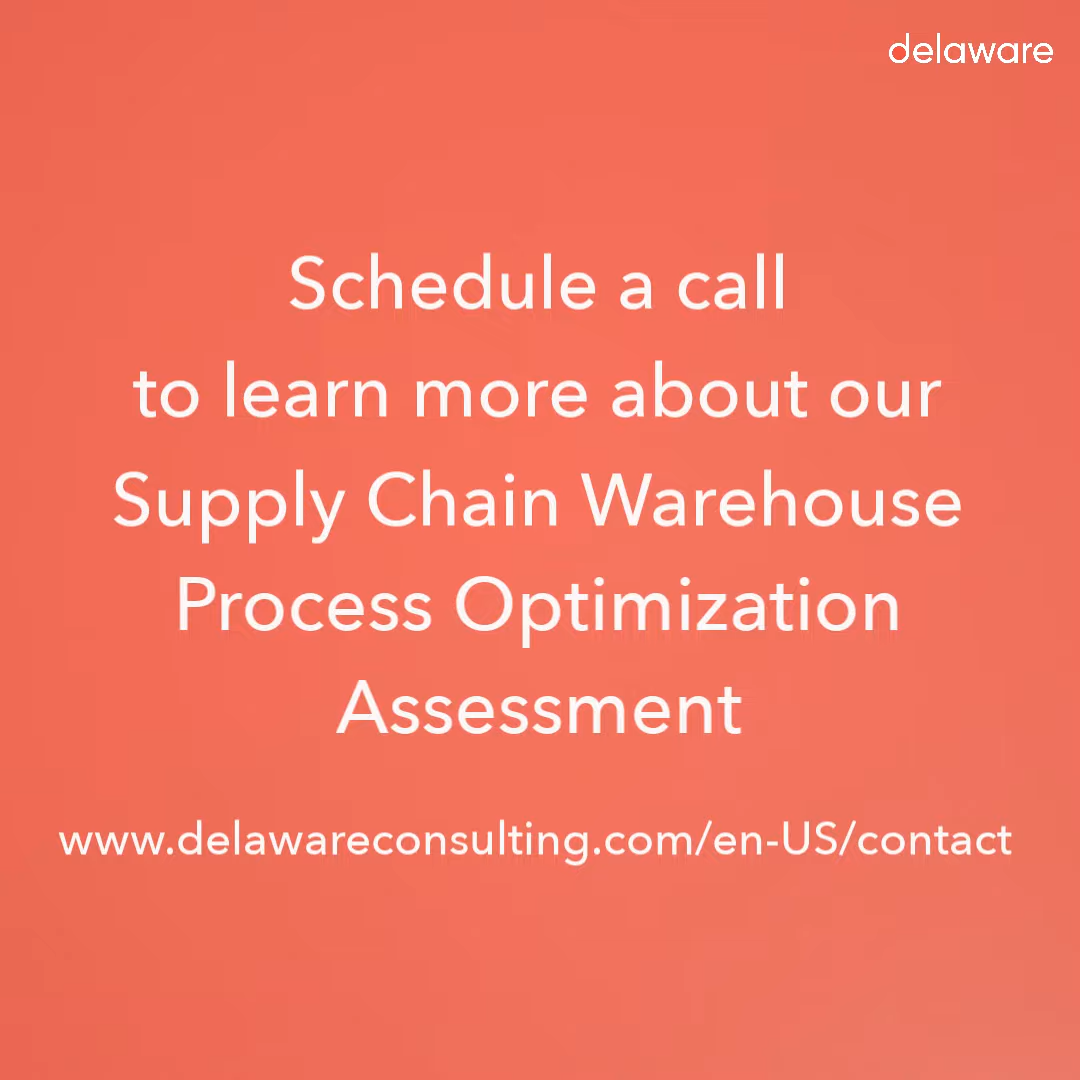 delaware
Schedule a call
to learn more about our
Supply Chain Warehouse
Process Optimization
Assessment
www.delawareconsulting.com/en-US/contact